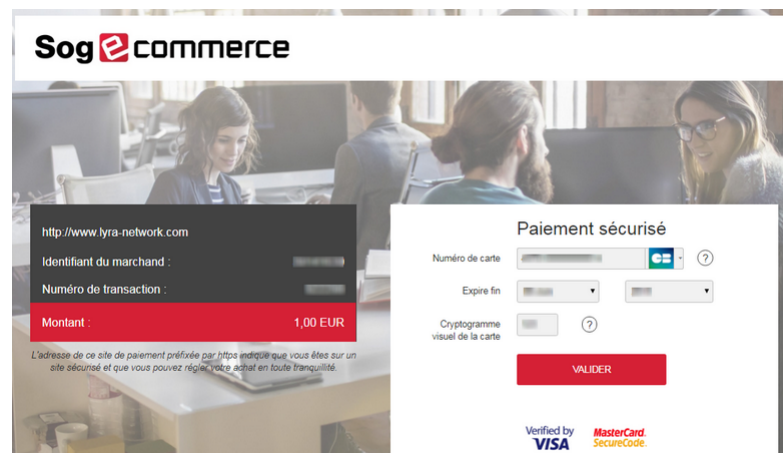 Sogecommerce
http://www.lyra-network.com
Identifiant du marchand :
Numéro de transaction :
Montant : 1,00 EUR
L'adresse de ce site de paiement préfixée par https indique que vous êtes sur un
site sécurisé et que vous pouvez régler votre achat en toute tranquillité.
Paiement sécurisé
Numéro de carte
CB
?
Expire fin
Cryptogramme
visuel de la carte
?
VALIDER
Verified by
VISA
MasterCard.
SecureCode.